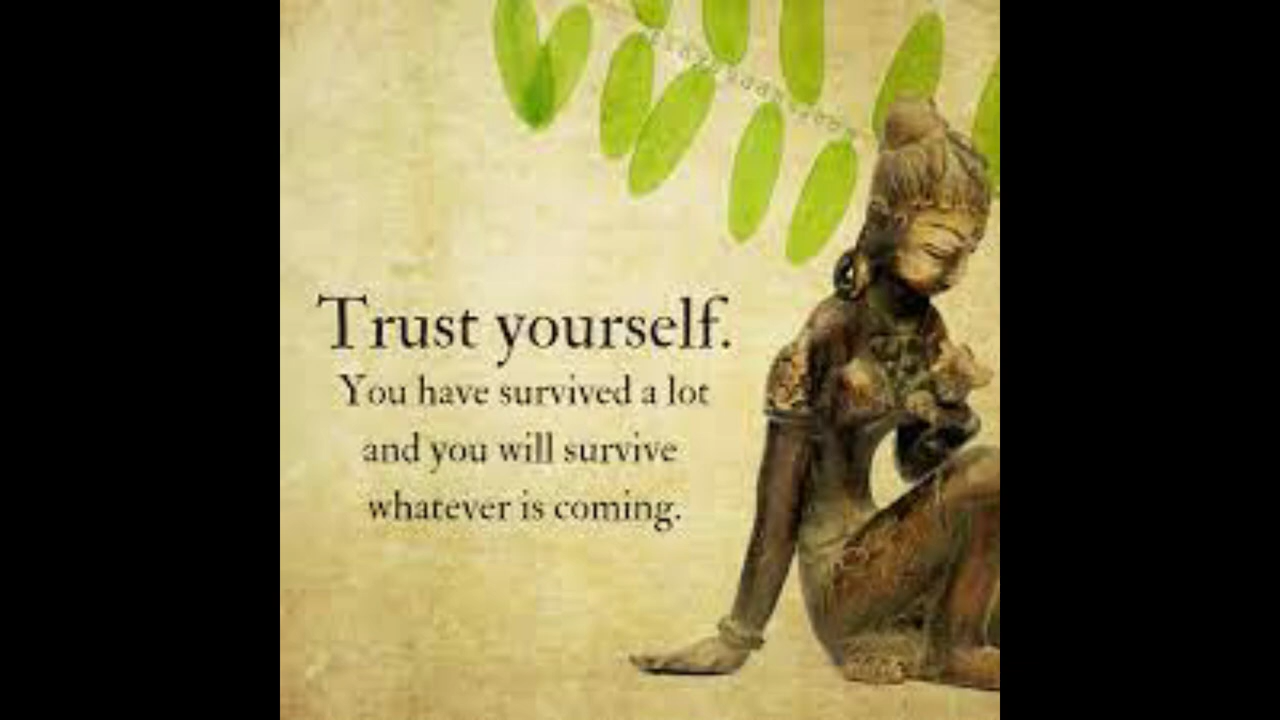 Trust yourself.
You have survived a lot
and you will survive
whatever is coming.